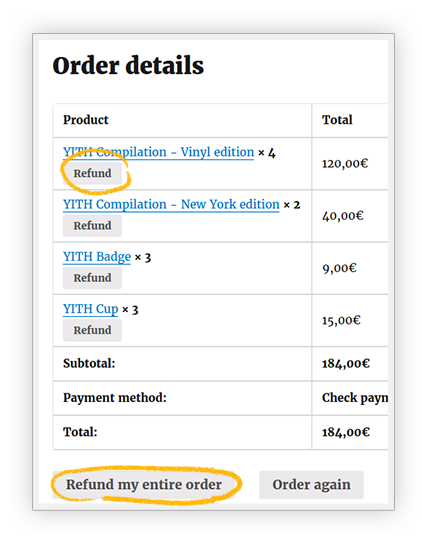 Order details
Product Total
YITH Compilation - Vinyl edition × 4
120,00€
Refund
YITH Compilation - New York edition × 2
40,00€
Refund
YITH Badge × 3
9,00€
Refund
YITH Cup × 3
15,00€
Refund
Subtotal: 184,00€
Payment method: Check paym
Total: 184,00€
Refund my entire order Order again